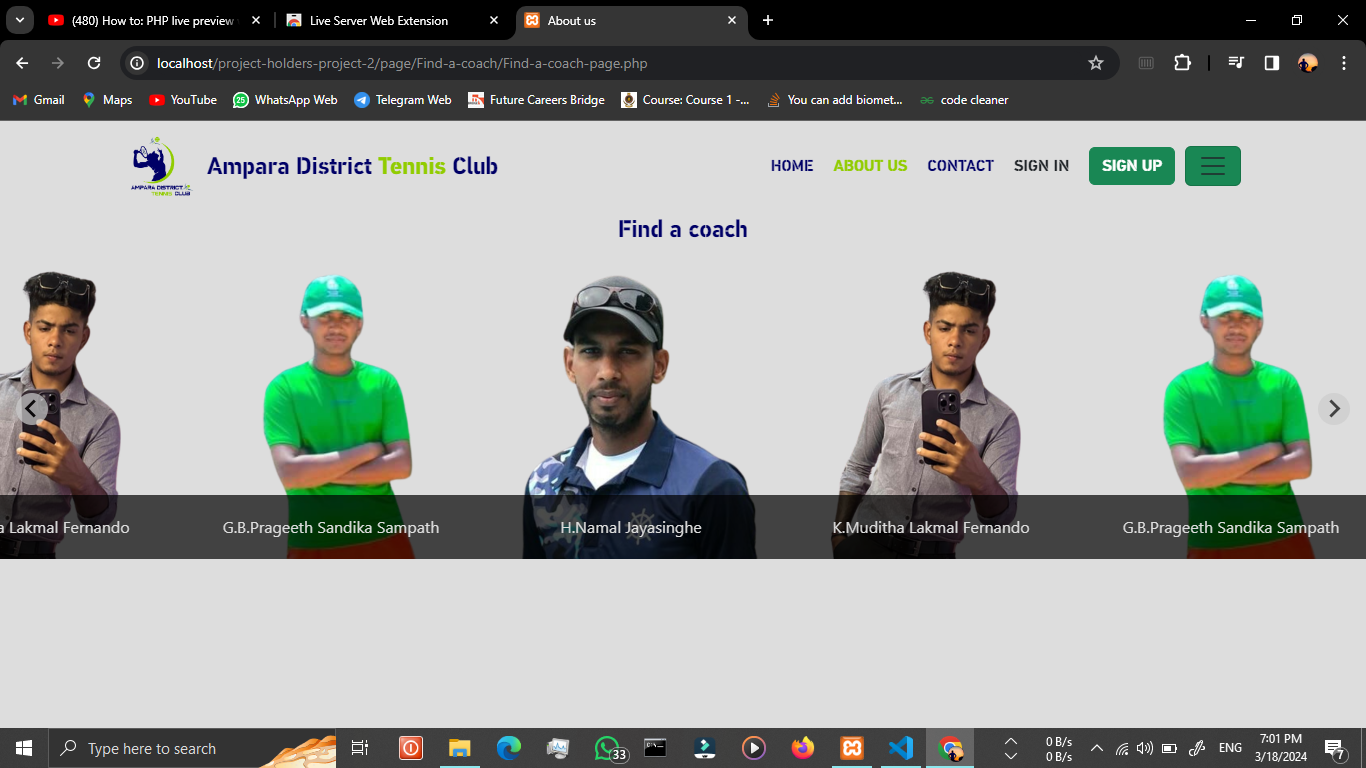 (480) How to: PHP live preview
Live Server Web Extension
About us
localhost/project-holders-project-2/page/Find-a-coach/Find-a-coach-page.php
Gmail
Maps
YouTube
WhatsApp Web
Telegram Web
Future Careers Bridge
Course: Course 1 -...
You can add biomet...
code cleaner
AMPARA DISTRICT
TENNIS CLUB
Ampara District Tennis Club
HOME
ABOUT US
CONTACT
SIGN IN
SIGN UP
Find a coach
a Lakmal Fernando
G.B.Prageeth Sandika Sampath
H.Namal Jayasinghe
K.Muditha Lakmal Fernando
G.B.Prageeth Sandika Sampath
Type here to search
33
0 B/s
0 B/s
ENG
7:01 PM
3/18/2024
7